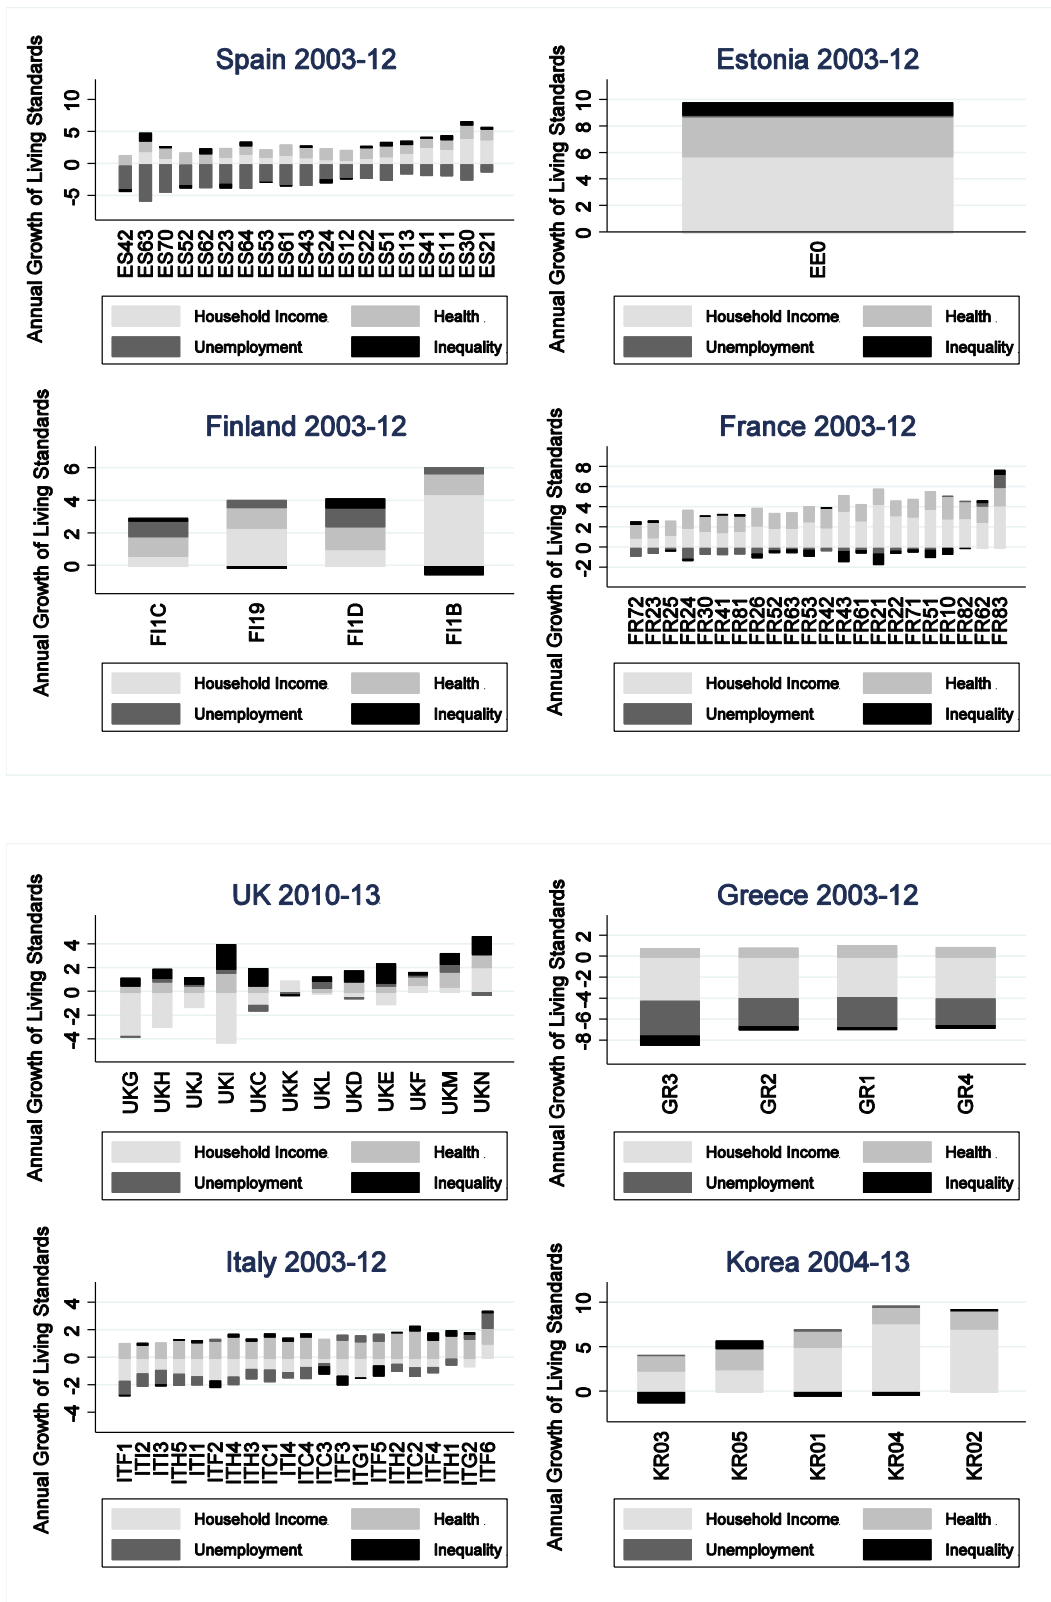 Spain 2003-12
Annual Growth of Living Standards
10
5
0
-5
ES42 ES63 ES70 ES52 ES62 ES23 ES64 ES53 ES61 ES43 ES24 ES12 ES22 ES51 ES13 ES41 ES11 ES30 ES21
Household Income Health
Unemployment Inequality
Estonia 2003-12
Annual Growth of Living Standards
10
8
6
4
2
0
EE0
Household Income Health
Unemployment Inequality
Finland 2003-12
Annual Growth of Living Standards
6
4
2
0
FI1C FI19 FI1D FI1B
Household Income Health
Unemployment Inequality
France 2003-12
Annual Growth of Living Standards
8
6
4
2
0
-2
FR72 FR23 FR25 FR24 FR30 FR41 FR81 FR26 FR52 FR63 FR53 FR42 FR43 FR61 FR21 FR22 FR71 FR51 FR10 FR82 FR62 FR83
Household Income Health
Unemployment Inequality
UK 2010-13
Annual Growth of Living Standards
4
2
0
-2
-4
UKG UKH UKJ UKI UKC UKK UKL UKD UKE UKF UKM UKN
Household Income Health
Unemployment Inequality
Greece 2003-12
Annual Growth of Living Standards
2
0
-2
-4
-6
-8
GR3 GR2 GR1 GR4
Household Income Health
Unemployment Inequality
Italy 2003-12
Annual Growth of Living Standards
4
2
0
-2
-4
ITF1 ITI2 ITI3 ITH5 ITI1 ITF2 ITH4 ITH3 ITC1 ITI4 ITC4 ITC3 ITF3 ITG1 ITF5 ITH2 ITC2 ITF4 ITH1 ITG2 ITF6
Household Income Health
Unemployment Inequality
Korea 2004-13
Annual Growth of Living Standards
10
5
0
KR03 KR05 KR01 KR04 KR02
Household Income Health
Unemployment Inequality